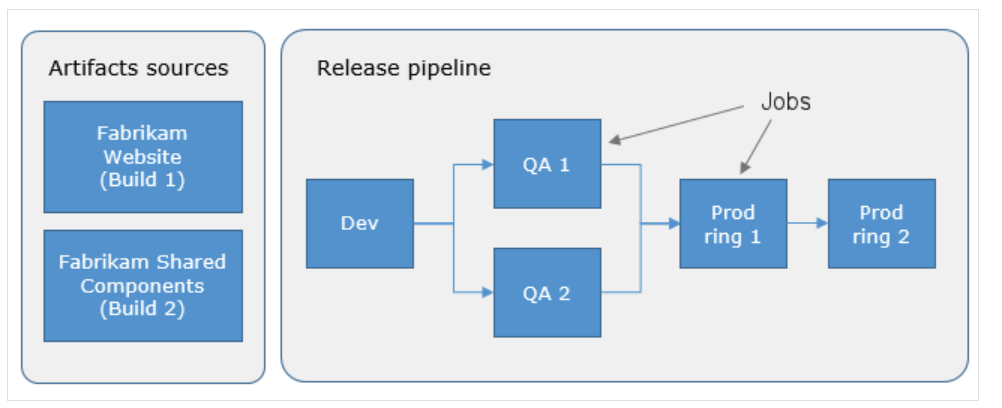 Artifacts sources
Fabrikam
Website
(Build 1)
Fabrikam Shared
Components
(Build 2)
Release pipeline
Jobs
Dev
QA 1
QA 2
Prod
ring 1
Prod
ring 2